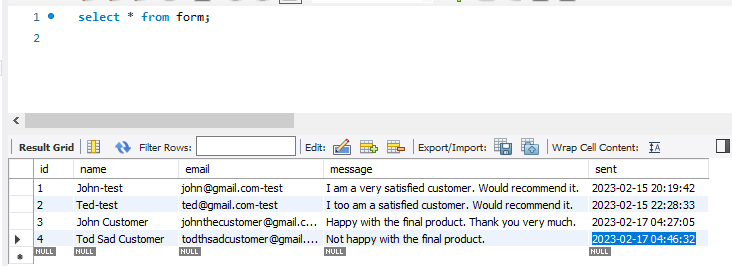 1 select * from form;
2
Result Grid Filter Rows: Edit: Export/Import: Wrap Cell Content:
id name email message sent
1 John-test john@gmail.com-test I am a very satisfied customer. Would recommend it. 2023-02-15 20:19:42
2 Ted-test ted@gmail.com-test I too am a satisfied customer. Would recommend it. 2023-02-15 22:28:33
3 John Customer johnthecustomer@gmail.c... Happy with the final product. Thank you very much. 2023-02-17 04:27:05
4 Tod Sad Customer todthsadcustomer@gmail.... Not happy with the final product. 2023-02-17 04:46:32
NULL NULL NULL NULL NULL